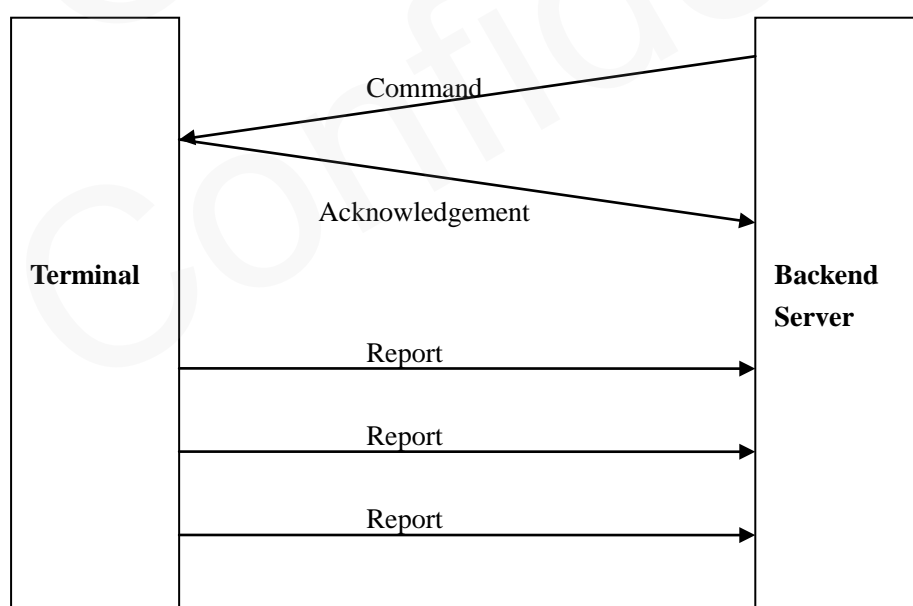 Command
Acknowledgement
Terminal
Backend
Server
Report
Report
Report